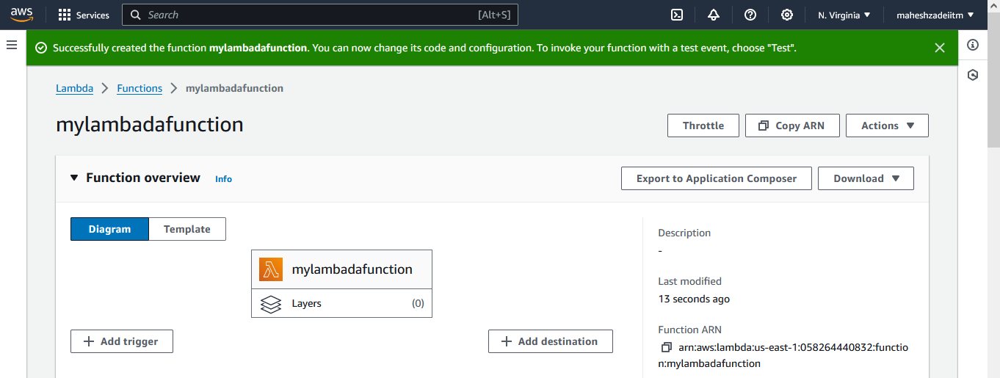 aws Services Search [Alt+S] N. Virginia maheshzadeiitm
Successfully created the function mylambadafunction. You can now change its code and configuration. To invoke your function with a test event, choose "Test".
Lambda Functions mylambadafunction
mylambadafunction Throttle Copy ARN Actions
Function overview Info Export to Application Composer Download
Diagram Template
Description
-
mylambadafunction
Layers (0)
Last modified
13 seconds ago
Add trigger Add destination
Function ARN
arn:aws:lambda:us-east-1:058264440832:functio
n:mylambadafunction